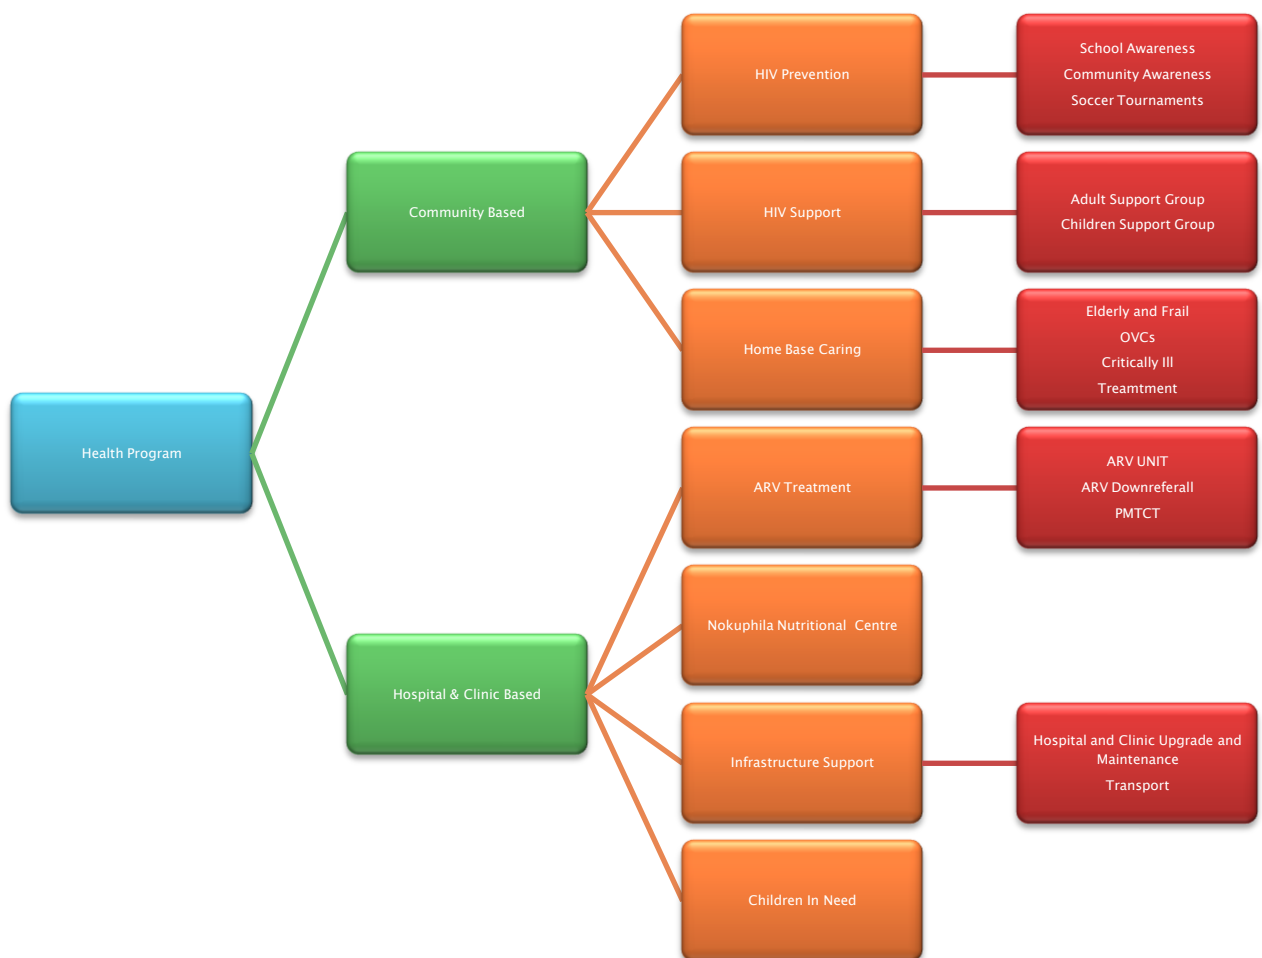 Health Program
Community Based
HIV Prevention
School Awareness
Community Awareness
Soccer Tournaments
HIV Support
Adult Support Group
Children Support Group
Home Base Caring
Elderly and Frail
OVCs
Critically Ill
Treamtment
Hospital & Clinic Based
ARV Treatment
ARV UNIT
ARV Downreferall
PMTCT
Nokuphila Nutritional  Centre
Infrastructure Support
Hospital and Clinic Upgrade and
Maintenance
Transport
Children In Need